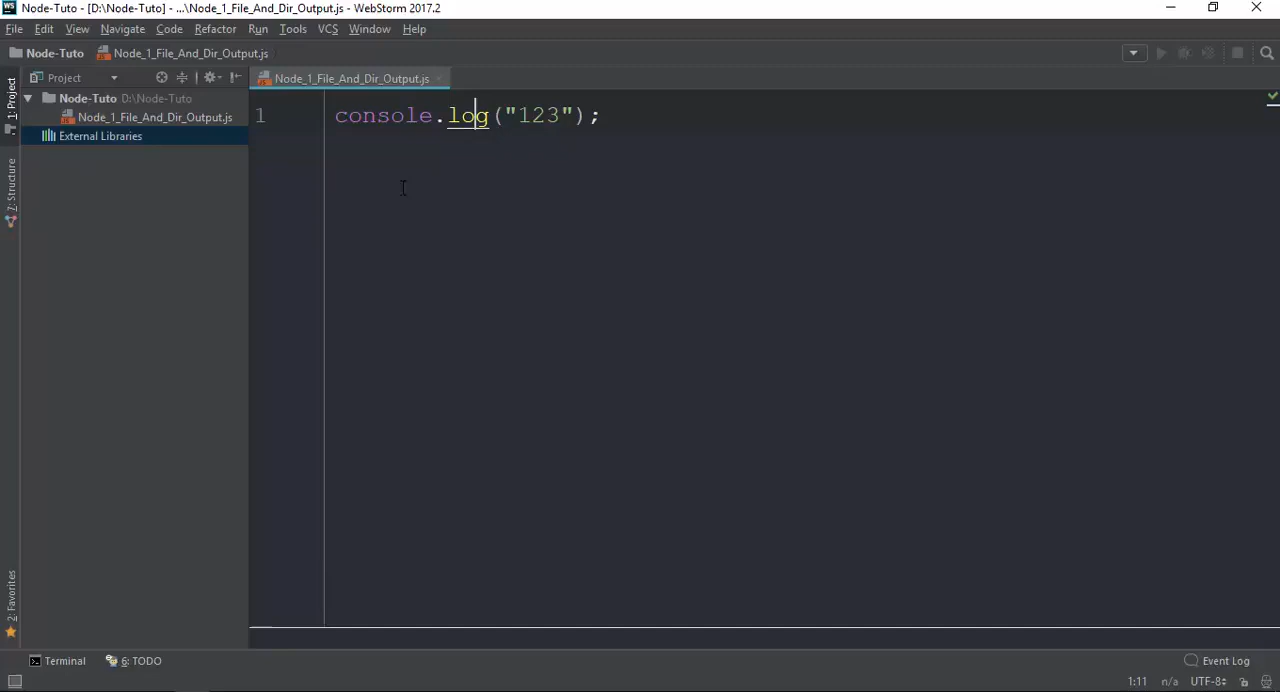 Node-Tuto - [D:\Node-Tuto] - ...\Node_1_File_And_Dir_Output.js - WebStorm 2017.2
File Edit View Navigate Code Refactor Run Tools VCS Window Help
Node-Tuto Node_1_File_And_Dir_Output.js
Project
Node_1_File_And_Dir_Output.js
1: Project
Node-Tuto D:\Node-Tuto
Node_1_File_And_Dir_Output.js
External Libraries
1 console.log("123");
7: Structure
2: Favorites
Terminal 6: TODO Event Log
1:11 n/a UTF-8